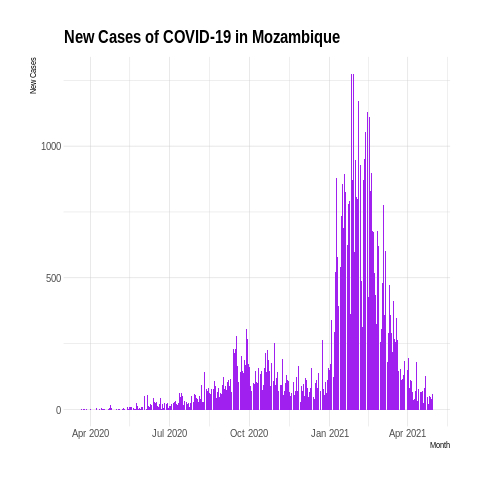 New Cases of COVID-19 in Mozambique
New Cases
1000
500
0
Apr 2020 Jul 2020 Oct 2020 Jan 2021 Apr 2021
Month